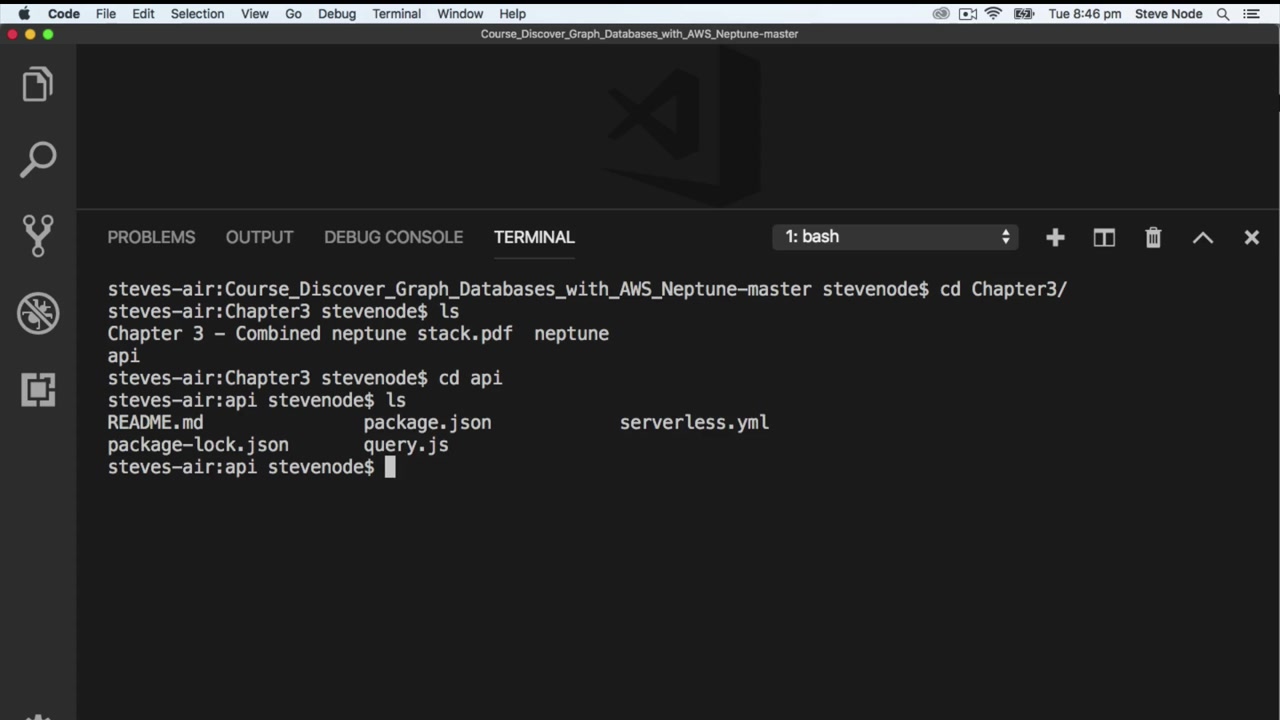 Code File Edit Selection View Go Debug Terminal Window Help Tue 8:46 pm Steve Node
Course_Discover_Graph_Databases_with_AWS_Neptune-master
PROBLEMS OUTPUT DEBUG CONSOLE TERMINAL 1: bash
steves-air:Course_Discover_Graph_Databases_with_AWS_Neptune-master stevenode$ cd Chapter3/
steves-air:Chapter3 stevenode$ ls
Chapter 3 - Combined neptune stack.pdf neptune
api
steves-air:Chapter3 stevenode$ cd api
steves-air:api stevenode$ ls
README.md package.json serverless.yml
package-lock.json query.js
steves-air:api stevenode$